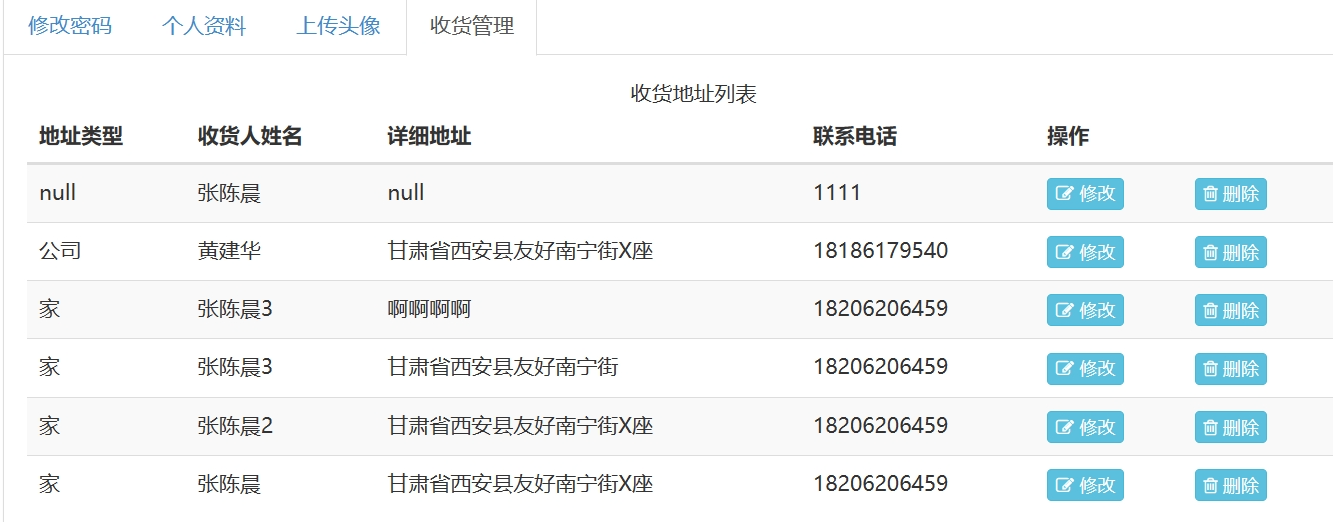 修改密码 个人资料 上传头像 收货管理
收货地址列表
地址类型 收货人姓名 详细地址 联系电话 操作
null 张陈晨 null 1111 修改 删除
公司 黄建华 甘肃省西安县友好南宁街X座 18186179540 修改 删除
家 张陈晨3 啊啊啊啊 18206206459 修改 删除
家 张陈晨3 甘肃省西安县友好南宁街 18206206459 修改 删除
家 张陈晨2 甘肃省西安县友好南宁街X座 18206206459 修改 删除
家 张陈晨 甘肃省西安县友好南宁街X座 18206206459 修改 删除